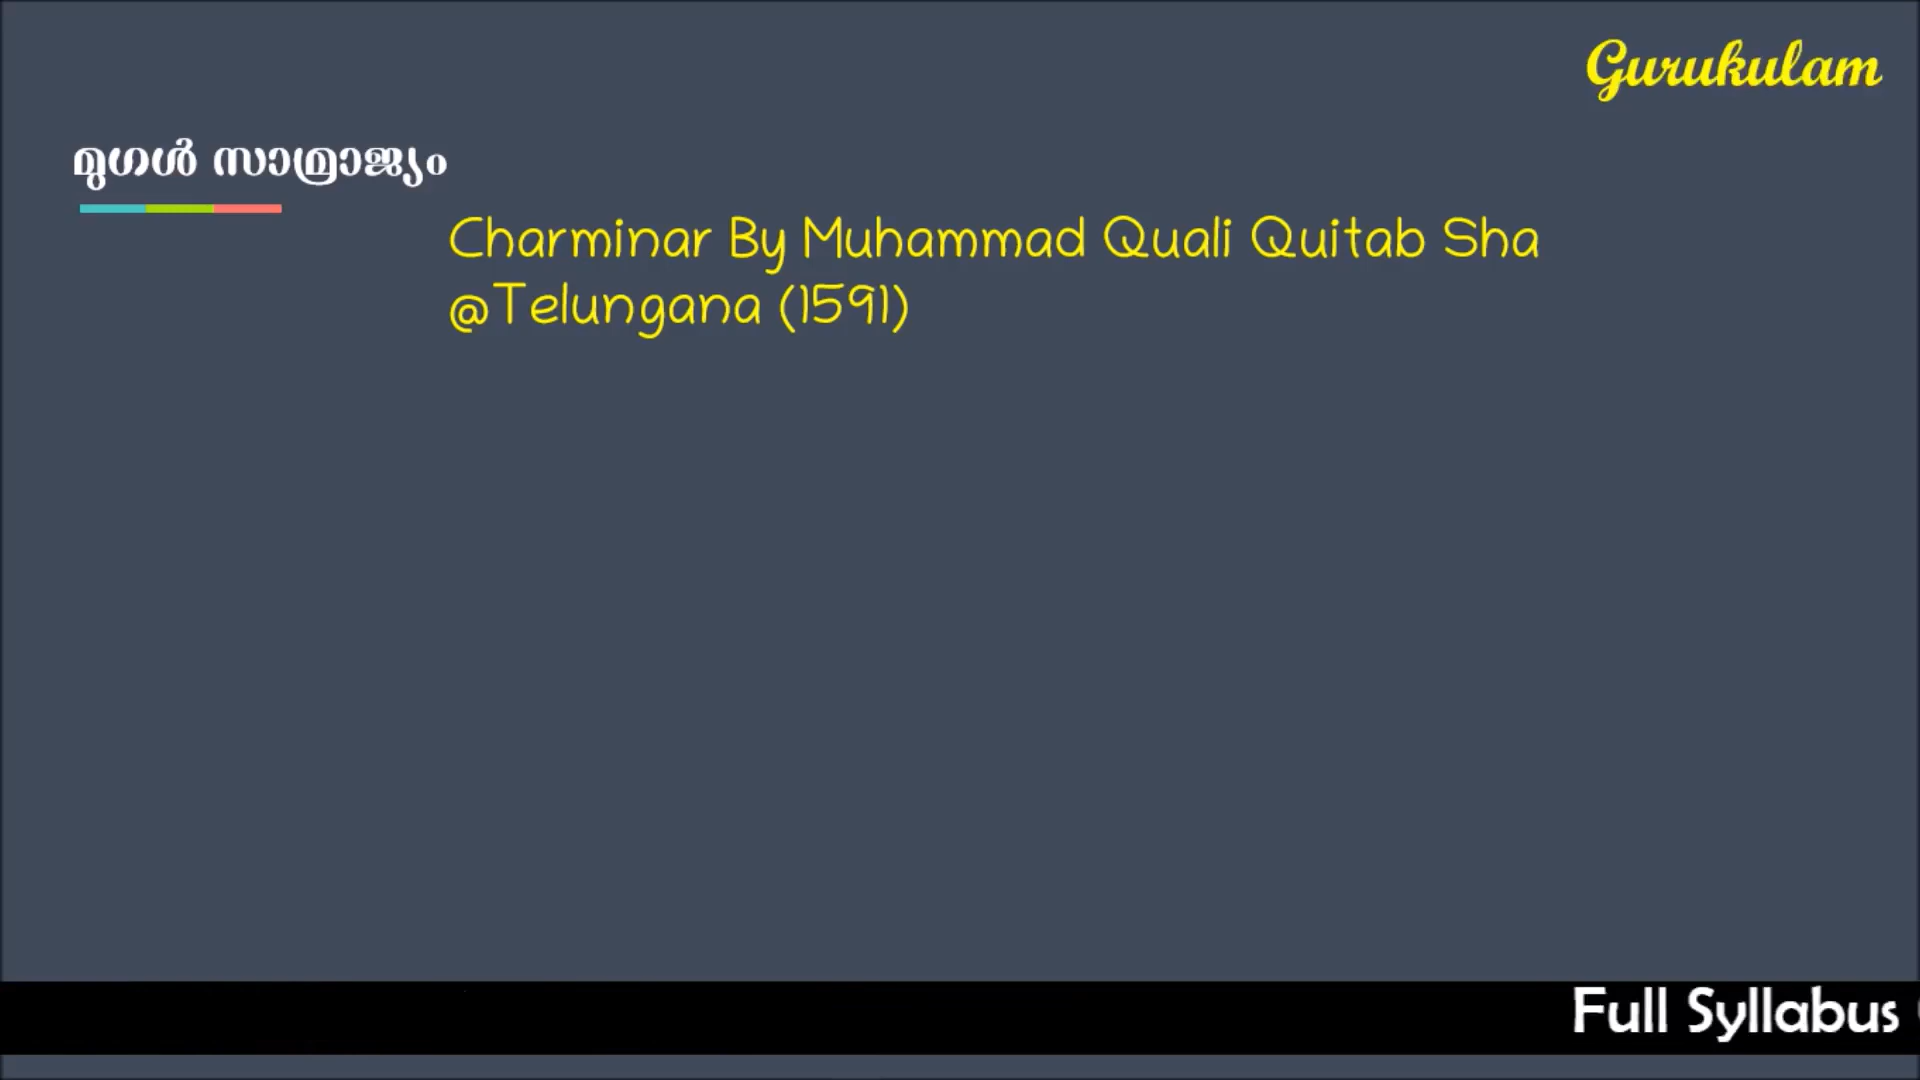 Gurukulam
മുഗൾ സാമ്രാജ്യം
Charminar By Muhammad Quali Quitab Sha
@Telungana (1591)
Full Syllabus